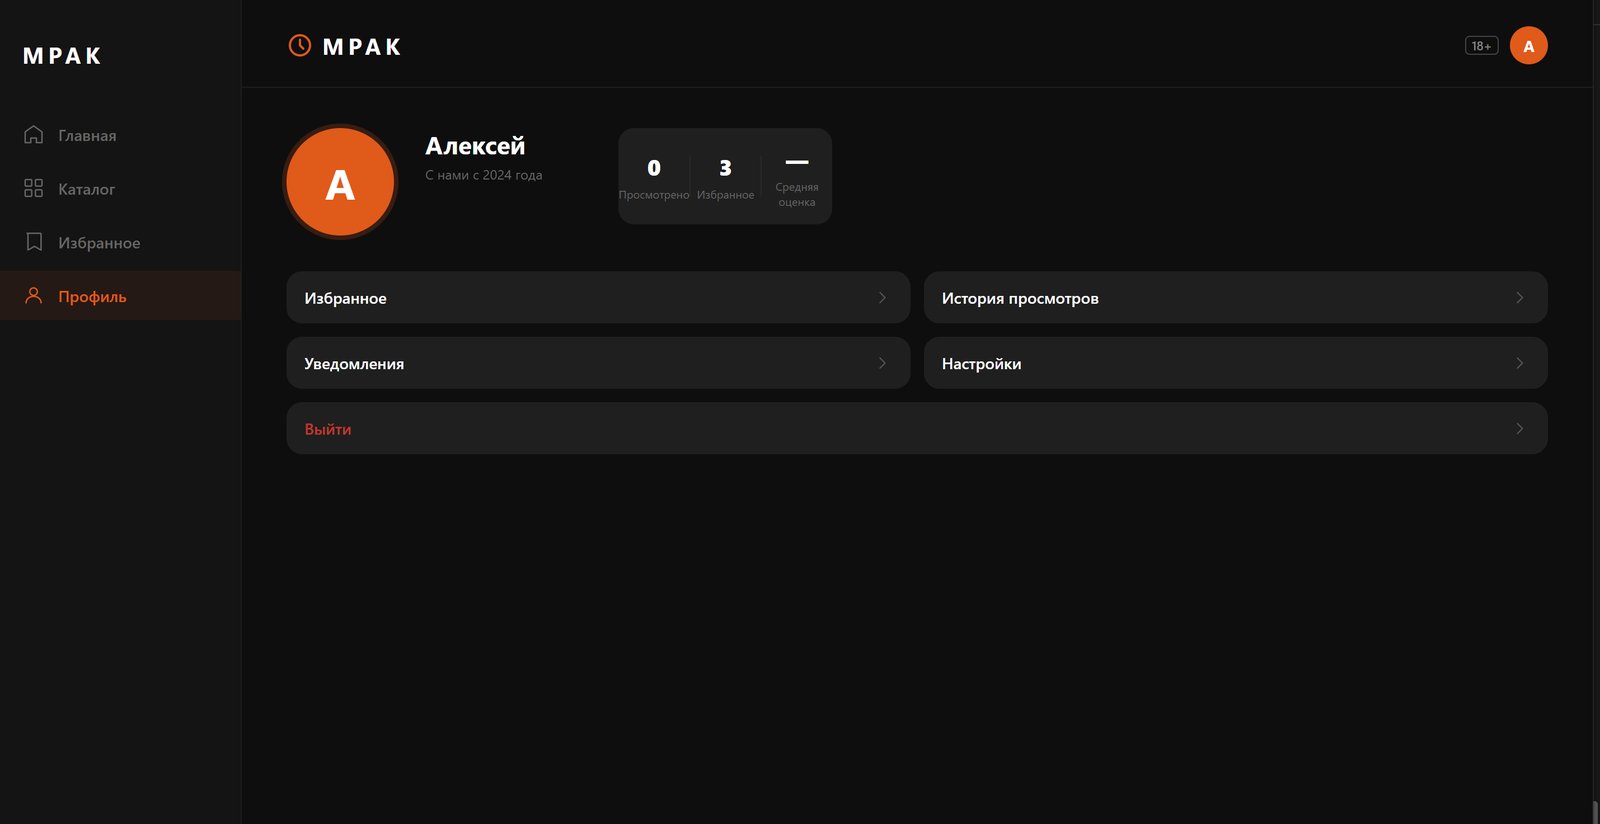 МРАК
Главная
Каталог
Избранное
Профиль
МРАК
18+
А
А
Алексей
С нами с 2024 года
0
Просмотрено
3
Избранное
—
Средняя
оценка
Избранное
История просмотров
Уведомления
Настройки
Выйти